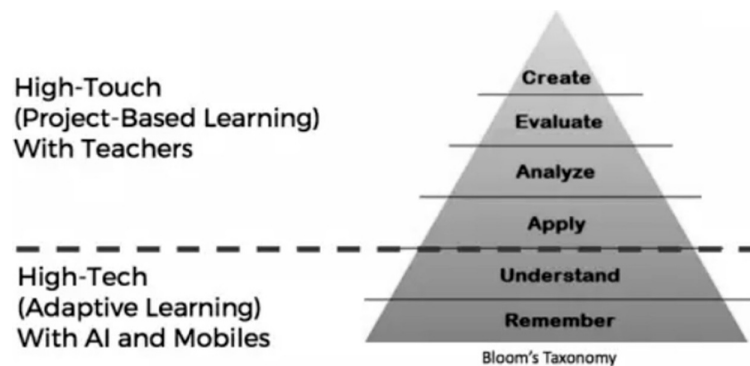 High-Touch
(Project-Based Learning)
With Teachers
High-Tech
(Adaptive Learning)
With AI and Mobiles
Create
Evaluate
Analyze
Apply
Understand
Remember
Bloom's Taxonomy